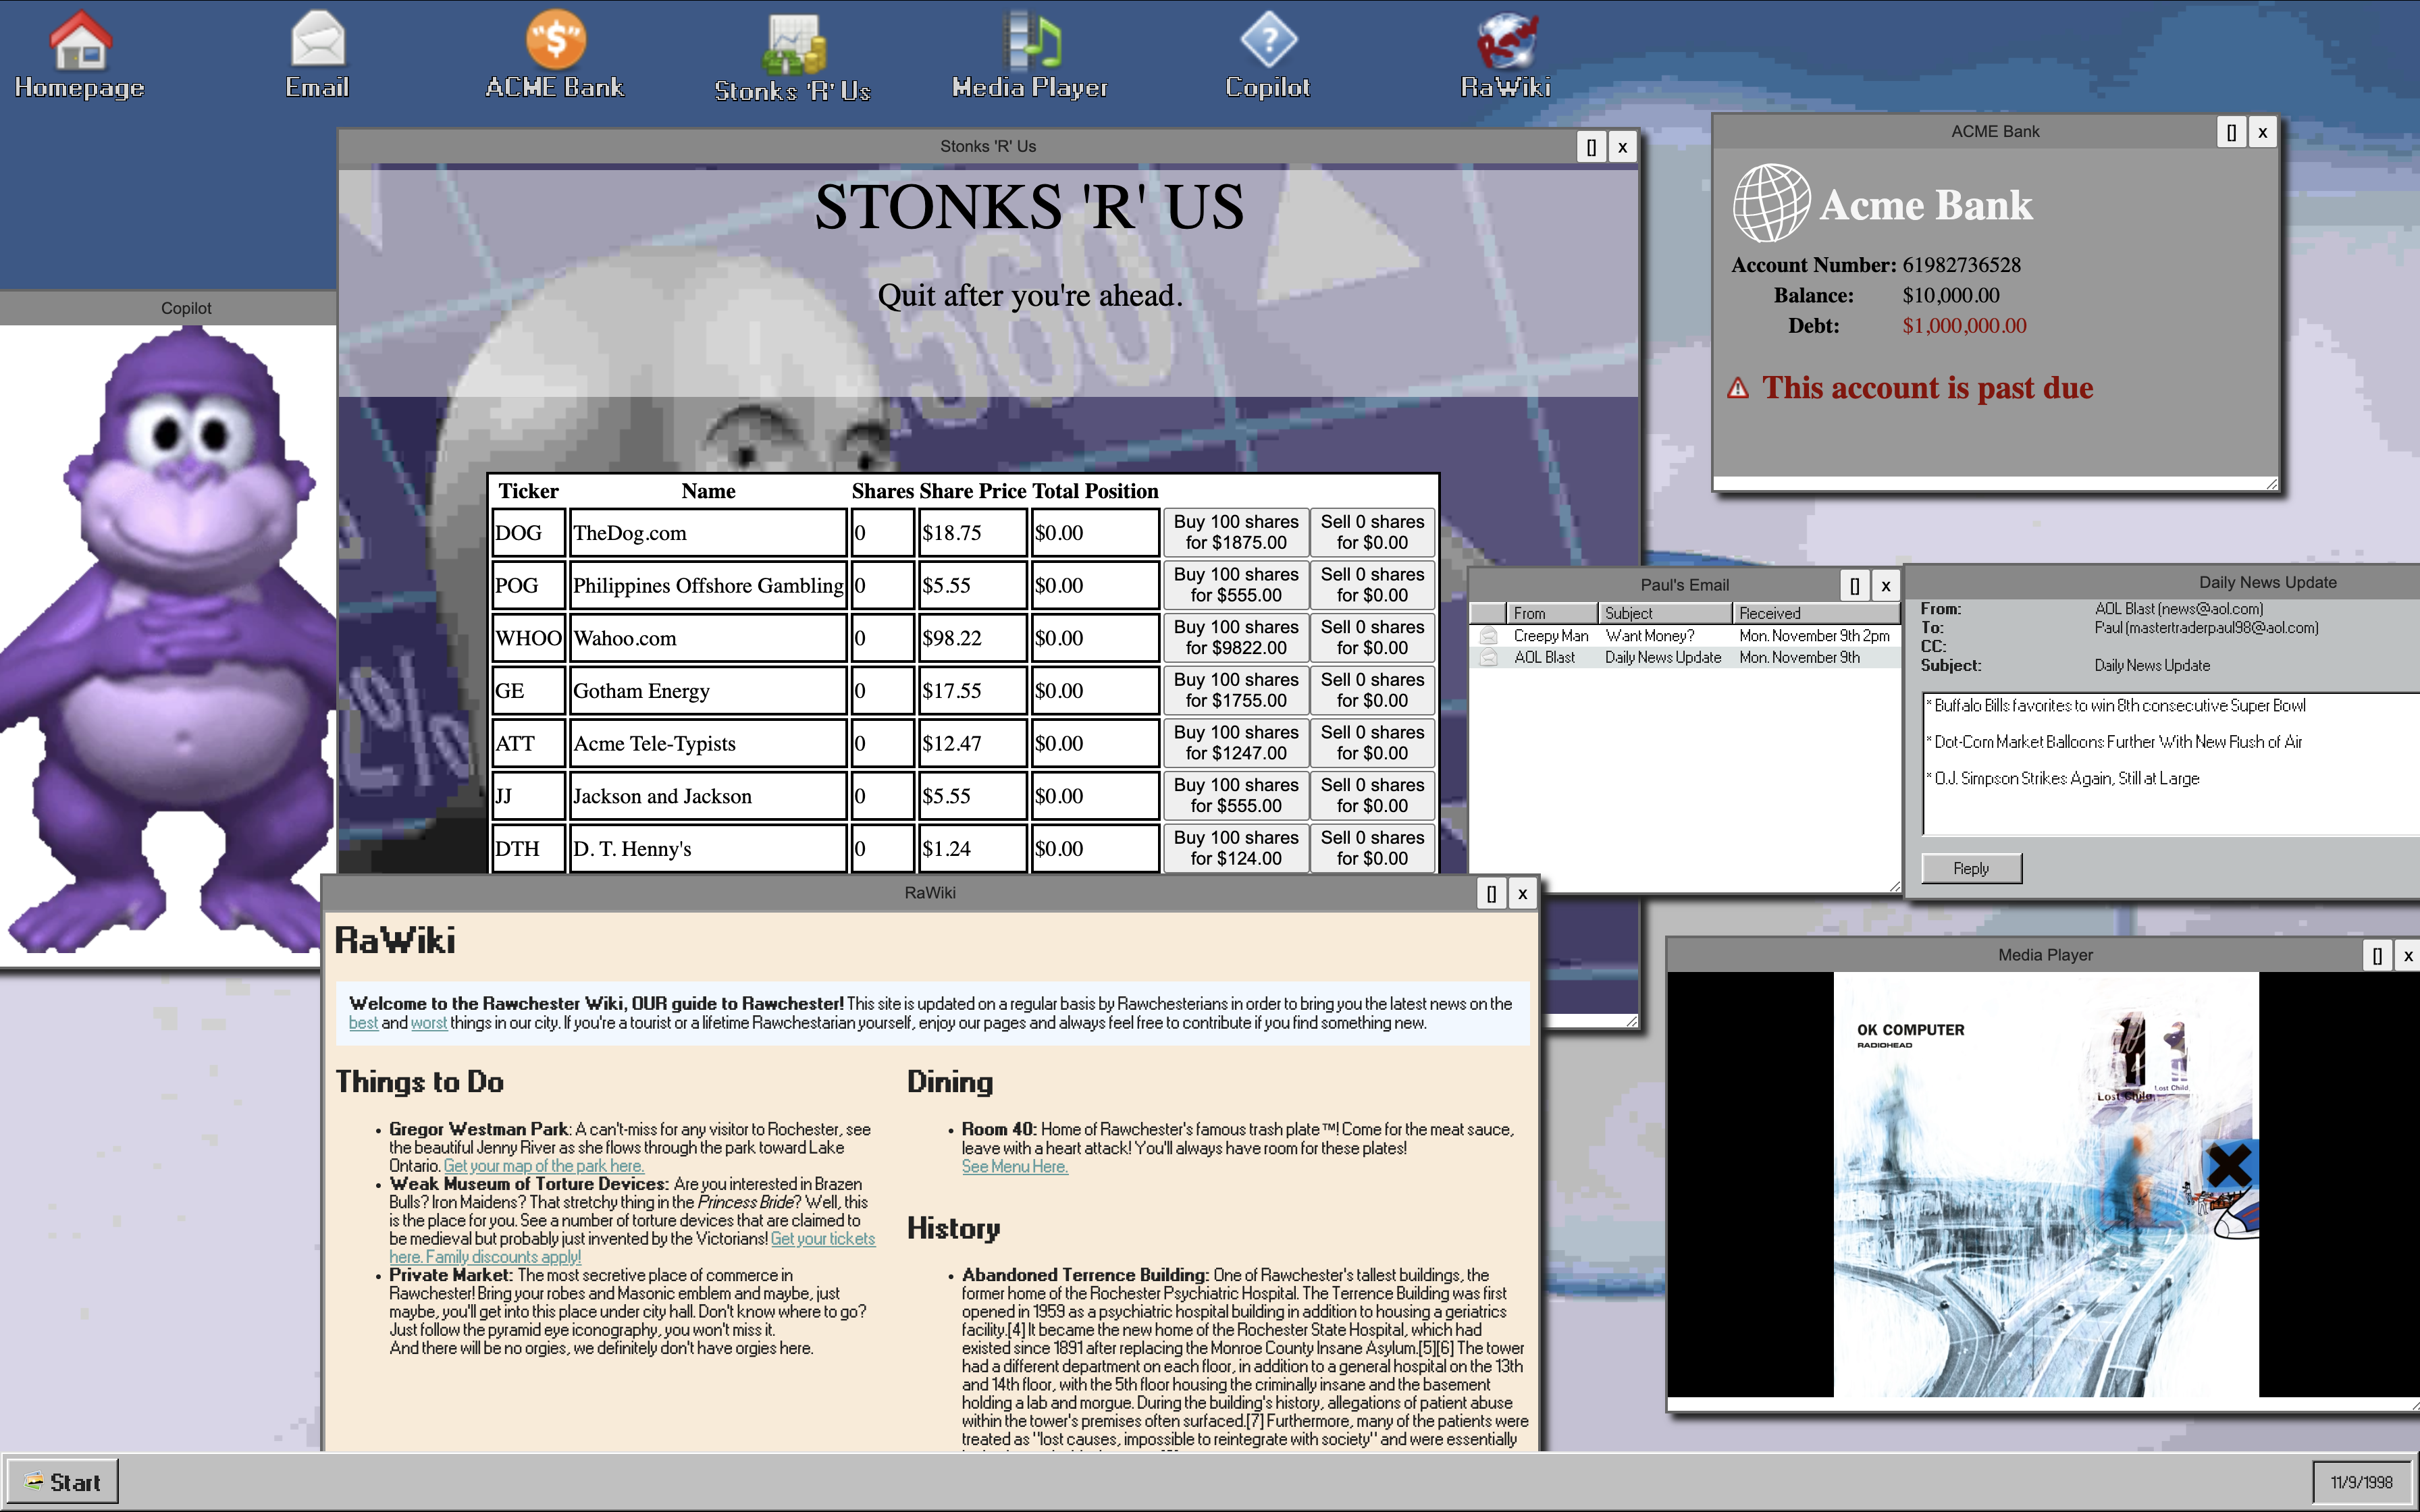 Homepage
Email
"$"
ACME Bank
Stonks 'R' Us
Media Player
?
Copilot
Raw
RaWiki
Copilot
Stonks 'R' Us
[] x
STONKS 'R' US
Quit after you're ahead.
560
%
Ticker Name Shares Share Price Total Position
DOG TheDog.com 0 $18.75 $0.00 Buy 100 shares for $1875.00 Sell 0 shares for $0.00
POG Philippines Offshore Gambling 0 $5.55 $0.00 Buy 100 shares for $555.00 Sell 0 shares for $0.00
WHOO Wahoo.com 0 $98.22 $0.00 Buy 100 shares for $9822.00 Sell 0 shares for $0.00
GE Gotham Energy 0 $17.55 $0.00 Buy 100 shares for $1755.00 Sell 0 shares for $0.00
ATT Acme Tele-Typists 0 $12.47 $0.00 Buy 100 shares for $1247.00 Sell 0 shares for $0.00
JJ Jackson and Jackson 0 $5.55 $0.00 Buy 100 shares for $555.00 Sell 0 shares for $0.00
DTH D. T. Henny's 0 $1.24 $0.00 Buy 100 shares for $124.00 Sell 0 shares for $0.00
ACME Bank
[] x
Acme Bank
Account Number: 61982736528
Balance: $10,000.00
Debt: $1,000,000.00
This account is past due
Paul's Email
[] x
From Subject Received
Creepy Man Want Money? Mon. November 9th 2pm
AOL Blast Daily News Update Mon. November 9th
Daily News Update
From: AOL Blast (news@aol.com)
To: Paul (mastertraderpaul98@aol.com)
CC:
Subject: Daily News Update
* Buffalo Bills favorites to win 8th consecutive Super Bowl
* Dot-Com Market Balloons Further With New Rush of Air
* O.J. Simpson Strikes Again, Still at Large
Reply
RaWiki
[] x
RaWiki
Welcome to the Rawchester Wiki, OUR guide to Rawchester! This site is updated on a regular basis by Rawchesterians in order to bring you the latest news on the
best and worst things in our city. If you're a tourist or a lifetime Rawchestarian yourself, enjoy our pages and always feel free to contribute if you find something new.
Things to Do
• Gregor Westman Park: A can't-miss for any visitor to Rochester, see
the beautiful Jenny River as she flows through the park toward Lake
Ontario. Get your map of the park here.
• Weak Museum of Torture Devices: Are you interested in Brazen
Bulls? Iron Maidens? That stretchy thing in the Princess Bride? Well, this
is the place for you. See a number of torture devices that are claimed to
be medieval but probably just invented by the Victorians! Get your tickets
here. Family discounts apply!
• Private Market: The most secretive place of commerce in
Rawchester! Bring your robes and Masonic emblem and maybe, just
maybe, you'll get into this place under city hall. Don't know where to go?
Just follow the pyramid eye iconography, you won't miss it.
And there will be no orgies, we definitely don't have orgies here.
Dining
• Room 40: Home of Rawchester's famous trash plate™! Come for the meat sauce,
leave with a heart attack! You'll always have room for these plates!
See Menu Here.
History
• Abandoned Terrence Building: One of Rawchester's tallest buildings, the
former home of the Rochester Psychiatric Hospital. The Terrence Building was first
opened in 1959 as a psychiatric hospital building in addition to housing a geriatrics
facility.[4] It became the new home of the Rochester State Hospital, which had
existed since 1891 after replacing the Monroe County Insane Asylum.[5][6] The tower
had a different department on each floor, in addition to a general hospital on the 13th
and 14th floor, with the 5th floor housing the criminally insane and the basement
holding a lab and morgue. During the building's history, allegations of patient abuse
within the tower's premises often surfaced.[7] Furthermore, many of the patients were
treated as "lost causes, impossible to reintegrate with society" and were essentially
Media Player
[] x
OK COMPUTER
RADIOHEAD
Lost Child
Lost Child
Start
11/9/1998